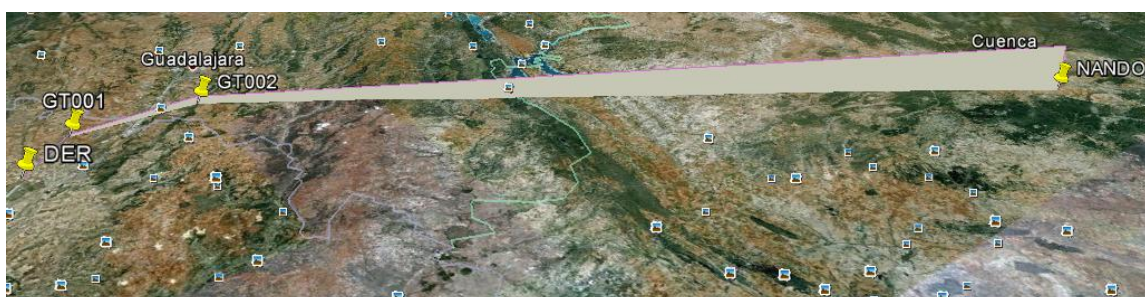 Cuenca
NANDO
Guadalajara
GT002
GT001
DER